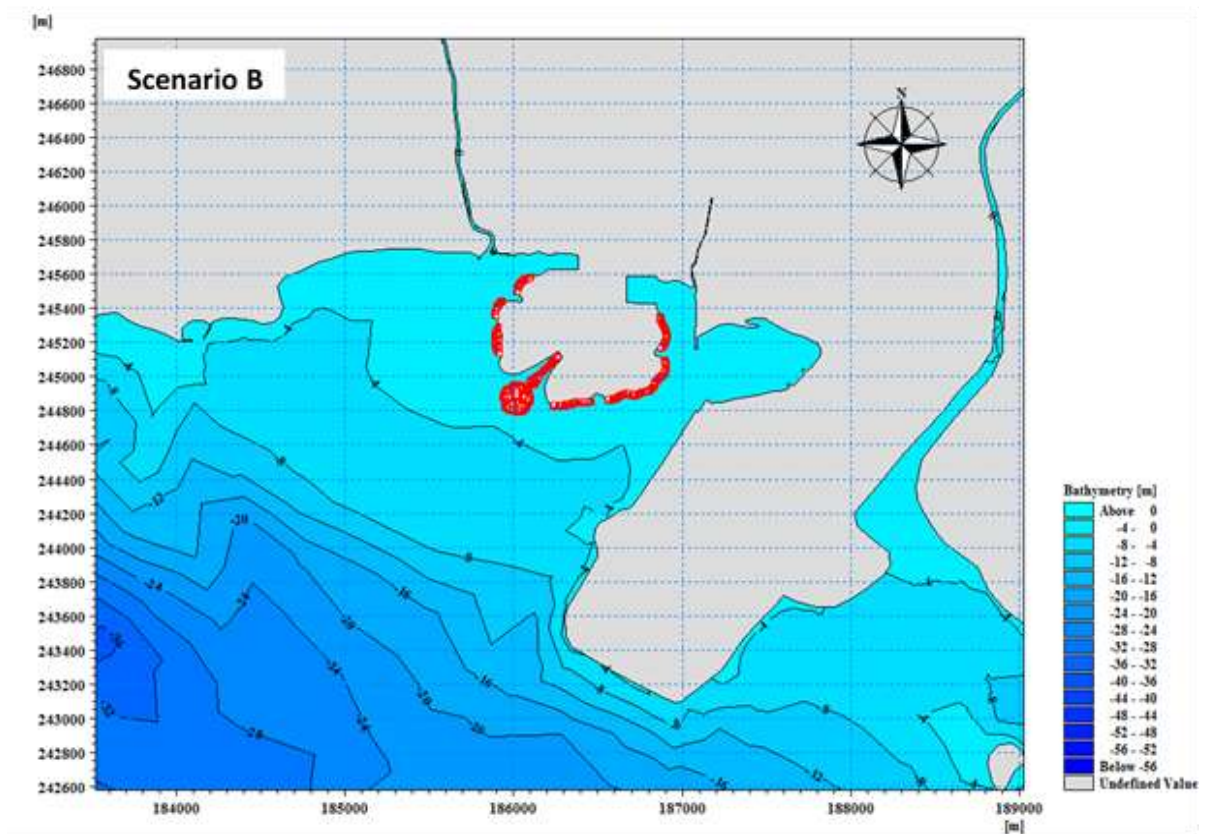 [m]
Scenario B
N
246800
246600
246400
246200
246000
245800
245600
245400
245200
245000
244800
244600
244400
244200
244000
243800
243600
243400
243200
243000
242800
242600
184000 185000 186000 187000 188000 189000
[m]
Bathymetry [m]
Above 0
-4 - 0
-8 - -4
-12 - -8
-16 - -12
-20 - -16
-24 - -20
-28 - -24
-32 - -28
-36 - -32
-40 - -36
-44 - -40
-48 - -44
-52 - -48
-56 - -52
Below -56
Undefined Value